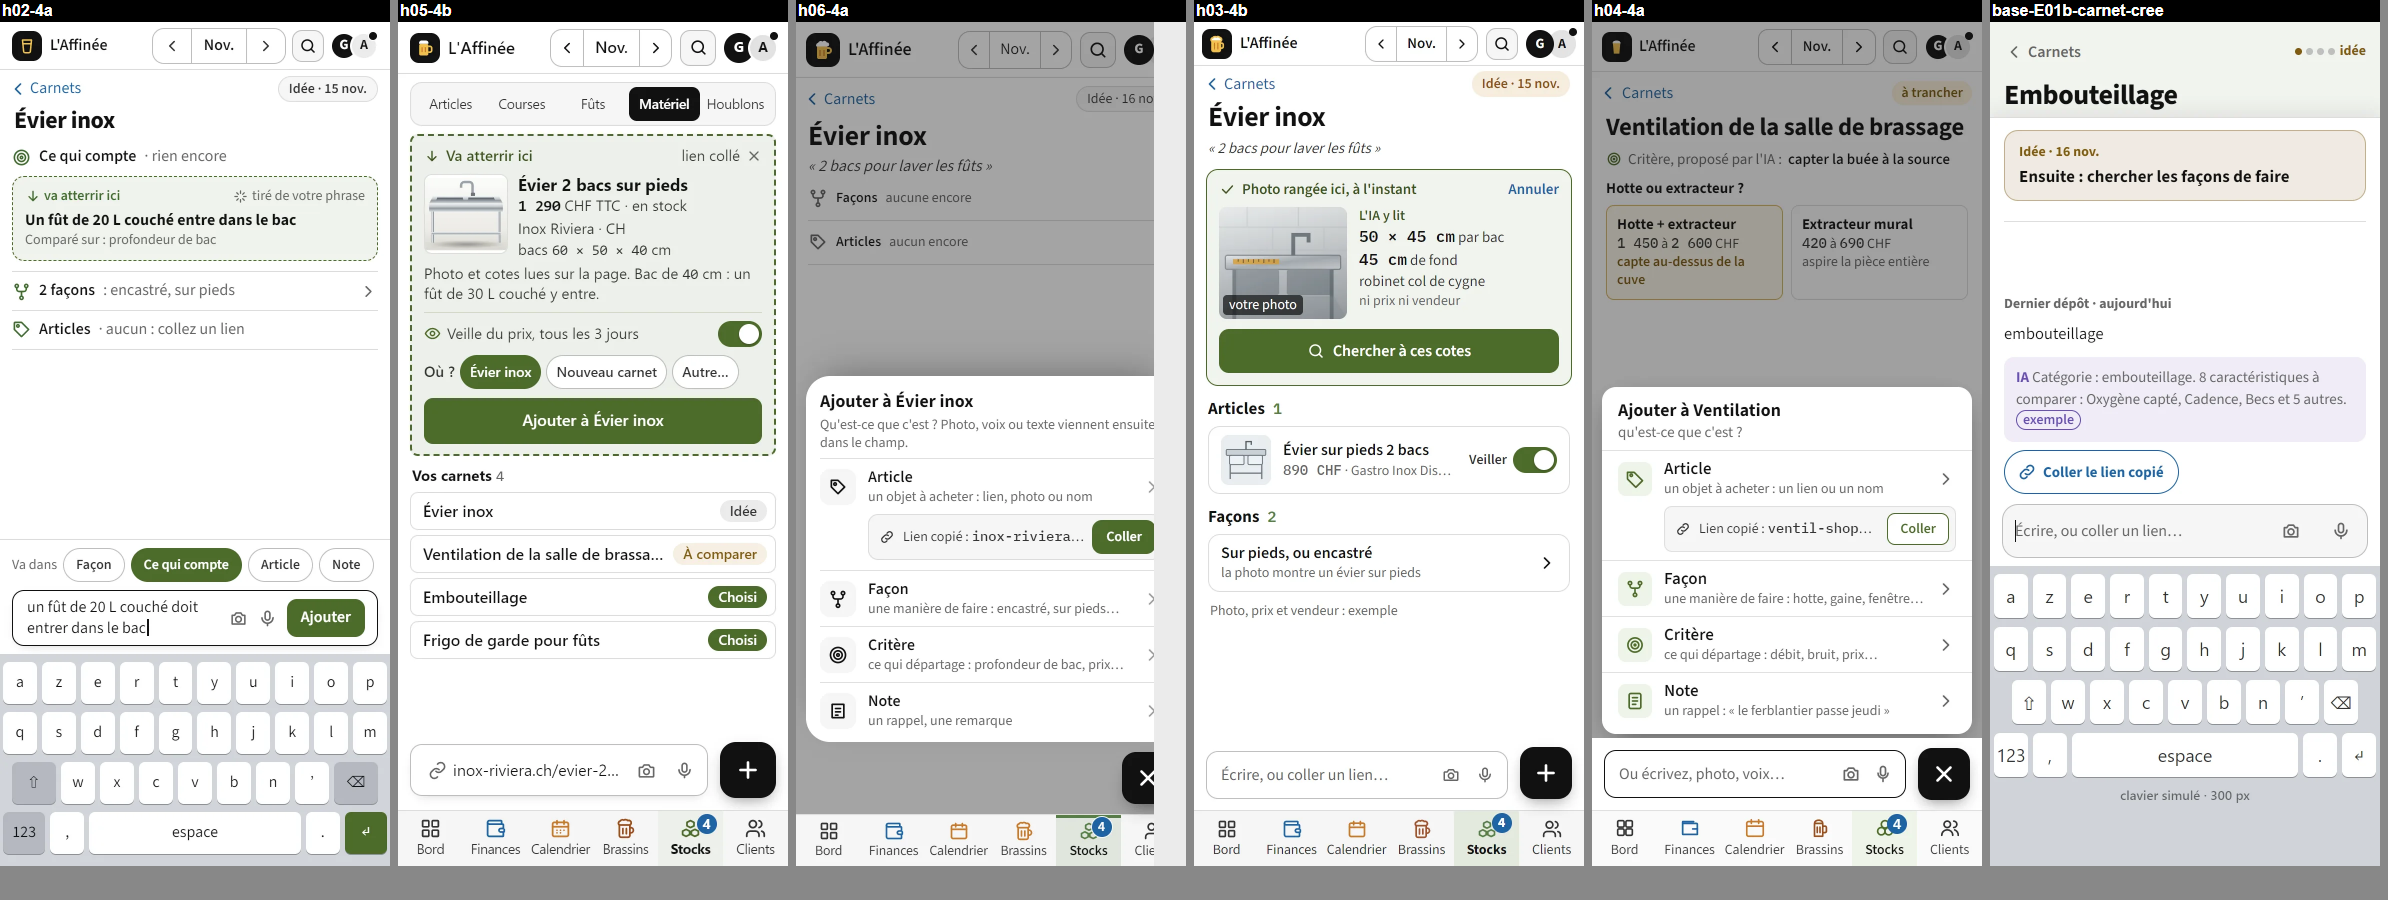 h02-4a
L'Affinée
Nov.
G
A
Carnets
Idée · 15 nov.
Évier inox
Ce qui compte · rien encore
va atterrir ici
tiré de votre phrase
Un fût de 20 L couché entre dans le bac
Comparé sur : profondeur de bac
2 façons : encastré, sur pieds
Articles · aucun : collez un lien
Va dans
Façon
Ce qui compte
Article
Note
un fût de 20 L couché doit
entrer dans le bac
Ajouter
a z e r t y u i o p
q s d f g h j k l m
w x c v b n ’
123 , espace .
h05-4b
L'Affinée
Nov.
G
A
Articles
Courses
Fûts
Matériel
Houblons
Va atterrir ici
lien collé
Évier 2 bacs sur pieds
1 290 CHF TTC · en stock
Inox Riviera · CH
bacs 60 × 50 × 40 cm
Photo et cotes lues sur la page. Bac de 40 cm : un
fût de 30 L couché y entre.
Veille du prix, tous les 3 jours
Où ?
Évier inox
Nouveau carnet
Autre...
Ajouter à Évier inox
Vos carnets 4
Évier inox
Idée
Ventilation de la salle de brassa...
À comparer
Embouteillage
Choisi
Frigo de garde pour fûts
Choisi
inox-riviera.ch/evier-2...
Bord
Finances
Calendrier
Brassins
4
Stocks
Clients
h06-4a
L'Affinée
Nov.
G
Carnets
Idée · 16 no
Évier inox
« 2 bacs pour laver les fûts »
Façons aucune encore
Articles aucun encore
Ajouter à Évier inox
Qu'est-ce que c'est ? Photo, voix ou texte viennent ensuite
dans le champ.
Article
un objet à acheter : lien, photo ou nom
Lien copié : inox-riviera...
Coller
Façon
une manière de faire : encastré, sur pieds...
Critère
ce qui départage : profondeur de bac, prix...
Note
un rappel, une remarque
Bord
Finances
Calendrier
Brassins
4
Stocks
Clie
h03-4b
L'Affinée
Nov.
G
A
Carnets
Idée · 15 nov.
Évier inox
« 2 bacs pour laver les fûts »
Photo rangée ici, à l'instant
Annuler
L'IA y lit
50 × 45 cm par bac
45 cm de fond
robinet col de cygne
ni prix ni vendeur
votre photo
Chercher à ces cotes
Articles 1
Évier sur pieds 2 bacs
890 CHF · Gastro Inox Dis...
Veiller
Façons 2
Sur pieds, ou encastré
la photo montre un évier sur pieds
Photo, prix et vendeur : exemple
Écrire, ou coller un lien...
Bord
Finances
Calendrier
Brassins
4
Stocks
Clients
h04-4a
L'Affinée
Nov.
G
A
Carnets
à trancher
Ventilation de la salle de brassage
Critère, proposé par l'IA : capter la buée à la source
Hotte ou extracteur ?
Hotte + extracteur
1 450 à 2 600 CHF
capte au-dessus de la
cuve
Extracteur mural
420 à 690 CHF
aspire la pièce entière
Ajouter à Ventilation
qu'est-ce que c'est ?
Article
un objet à acheter : un lien ou un nom
Lien copié : ventil-shop...
Coller
Façon
une manière de faire : hotte, gaine, fenêtre...
Critère
ce qui départage : débit, bruit, prix...
Note
un rappel : « le ferblantier passe jeudi »
Ou écrivez, photo, voix...
Bord
Finances
Calendrier
Brassins
4
Stocks
Clients
base-E01b-carnet-cree
Carnets
idée
Embouteillage
Idée · 16 nov.
Ensuite : chercher les façons de faire
Dernier dépôt · aujourd'hui
embouteillage
IA Catégorie : embouteillage. 8 caractéristiques à
comparer : Oxygène capté, Cadence, Becs et 5 autres.
exemple
Coller le lien copié
Écrire, ou coller un lien...
a z e r t y u i o p
q s d f g h j k l m
w x c v b n ’
123 , espace .
clavier simulé · 300 px